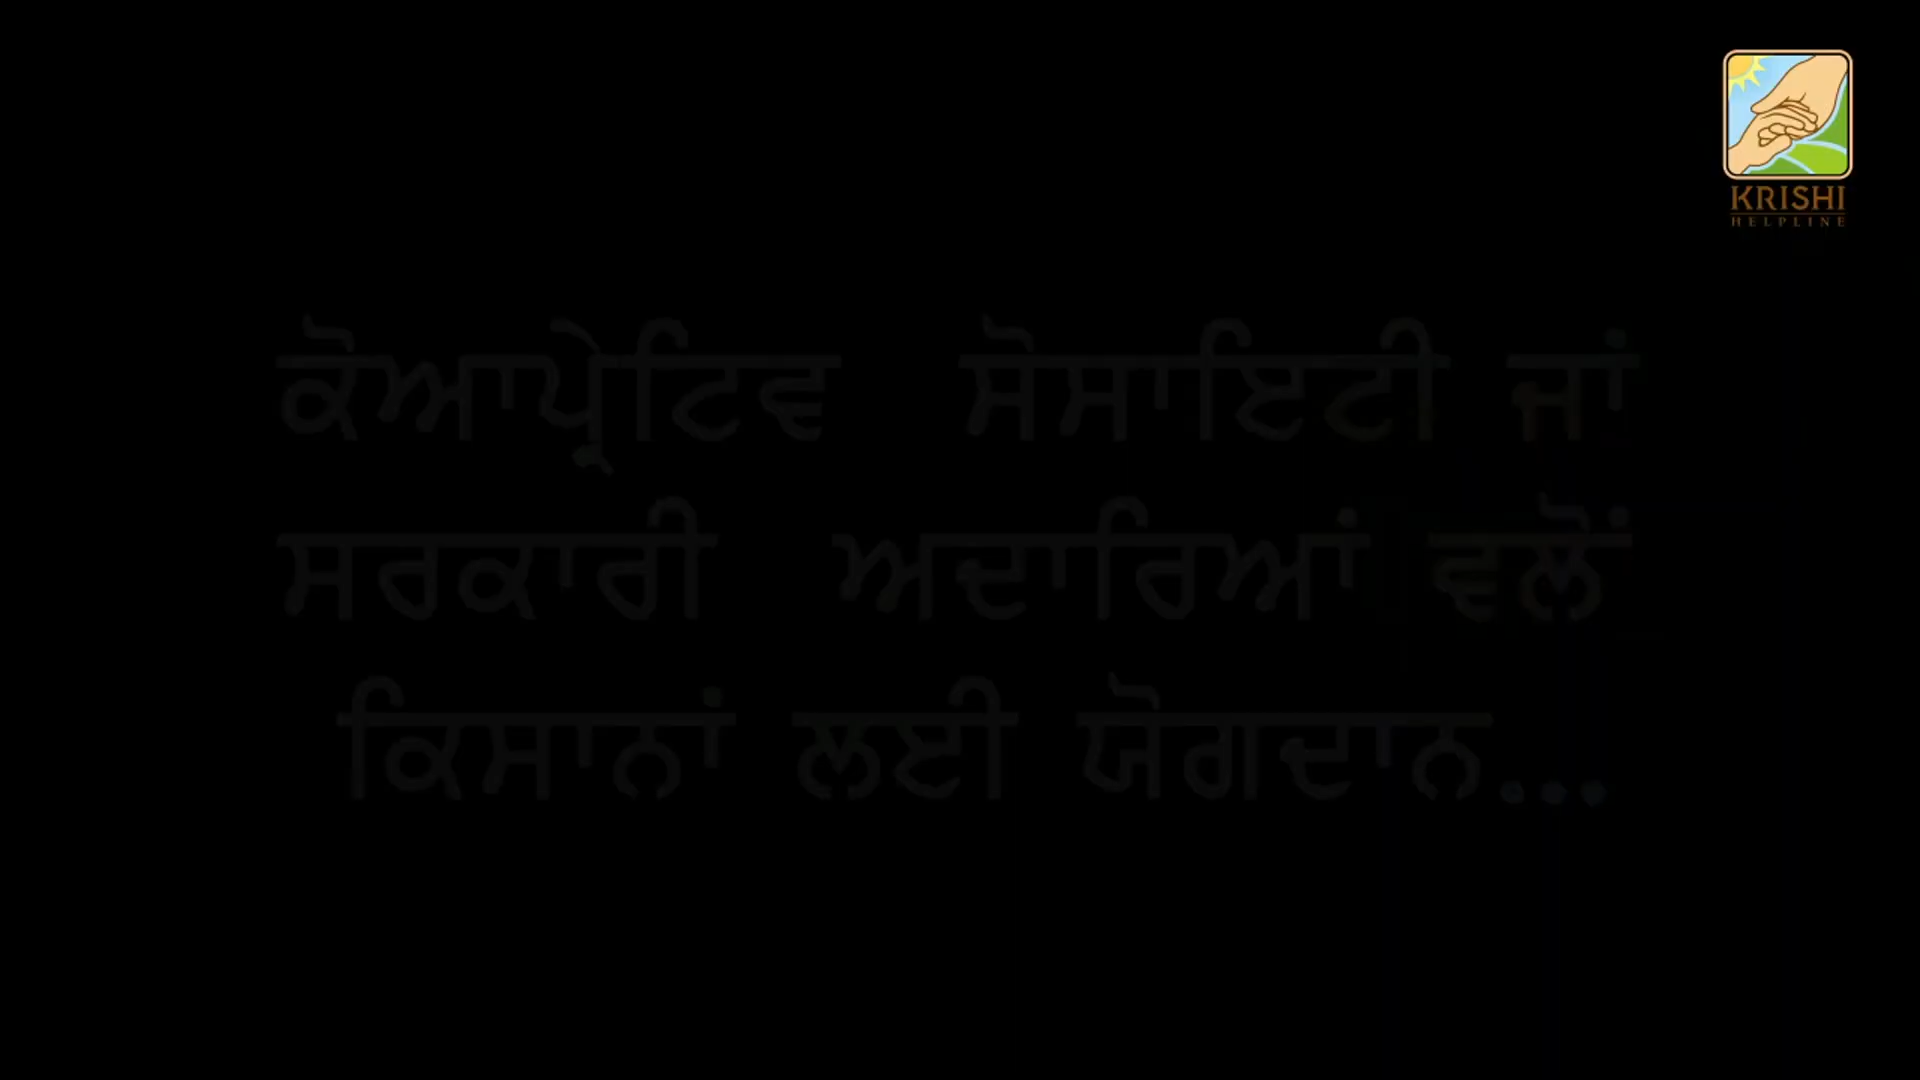 KRISHI
HELPLINE
ਕੋਆਪ੍ਰੇਟਿਵ ਸੋਸਾਇਟੀ ਜਾਂ
ਸਰਕਾਰੀ ਅਦਾਰਿਆਂ ਵਲੋਂ
ਕਿਸਾਨਾਂ ਲਈ ਯੋਗਦਾਨ...